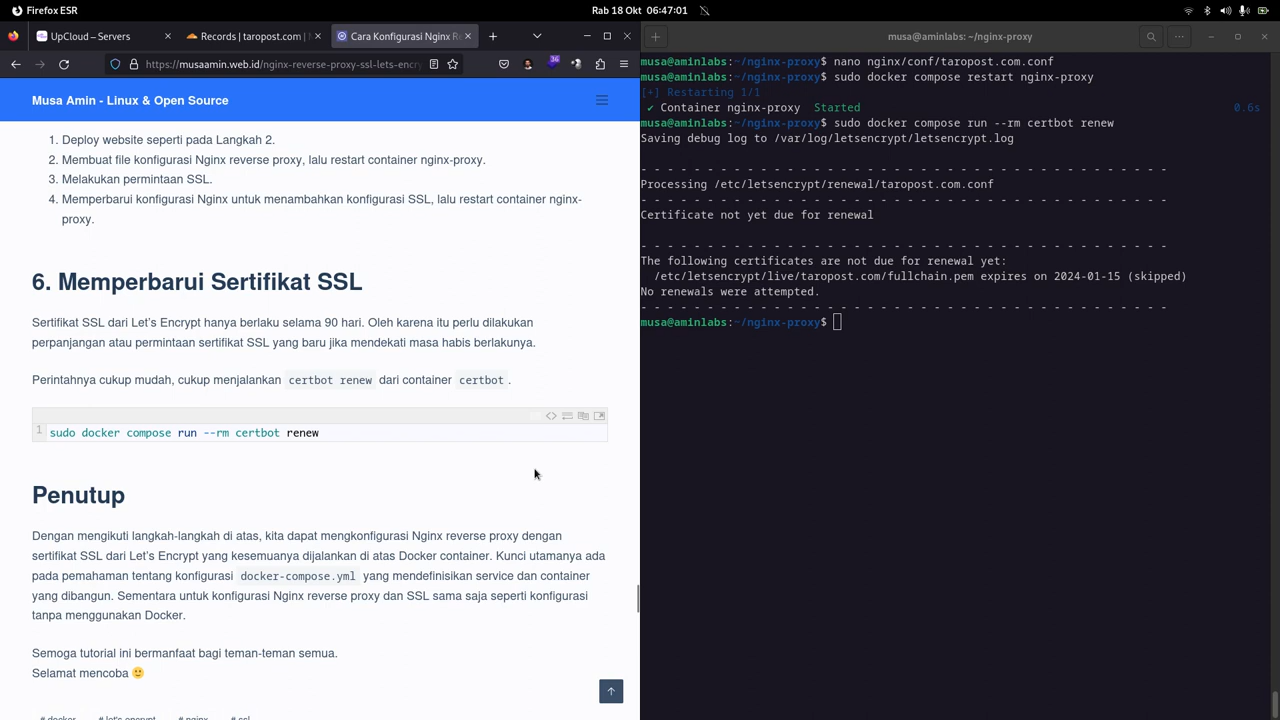 Firefox ESR
Rab 18 Okt 06:47:01
UpCloud – Servers
Records | taropost.com |
Cara Konfigurasi Nginx R
https://musaamin.web.id/nginx-reverse-proxy-ssl-lets-encry
36
Musa Amin - Linux & Open Source
1. Deploy website seperti pada Langkah 2.
2. Membuat file konfigurasi Nginx reverse proxy, lalu restart container nginx-proxy.
3. Melakukan permintaan SSL.
4. Memperbarui konfigurasi Nginx untuk menambahkan konfigurasi SSL, lalu restart container nginx-
proxy.
6. Memperbarui Sertifikat SSL
Sertifikat SSL dari Let's Encrypt hanya berlaku selama 90 hari. Oleh karena itu perlu dilakukan
perpanjangan atau permintaan sertifikat SSL yang baru jika mendekati masa habis berlakunya.
Perintahnya cukup mudah, cukup menjalankan certbot renew dari container certbot.
1 sudo docker compose run --rm certbot renew
Penutup
Dengan mengikuti langkah-langkah di atas, kita dapat mengkonfigurasi Nginx reverse proxy dengan
sertifikat SSL dari Let's Encrypt yang kesemuanya dijalankan di atas Docker container. Kunci utamanya ada
pada pemahaman tentang konfigurasi docker-compose.yml yang mendefinisikan service dan container
yang dibangun. Sementara untuk konfigurasi Nginx reverse proxy dan SSL sama saja seperti konfigurasi
tanpa menggunakan Docker.
Semoga tutorial ini bermanfaat bagi teman-teman semua.
Selamat mencoba 🙂
# docker # let's encrypt # nginx # ssl
musa@aminlabs: ~/nginx-proxy
musa@aminlabs:~/nginx-proxy$ nano nginx/conf/taropost.com.conf
musa@aminlabs:~/nginx-proxy$ sudo docker compose restart nginx-proxy
[+] Restarting 1/1
✔ Container nginx-proxy Started 0.6s
musa@aminlabs:~/nginx-proxy$ sudo docker compose run --rm certbot renew
Saving debug log to /var/log/letsencrypt/letsencrypt.log
- - - - - - - - - - - - - - - - - - - - - - - - - - - - - - - - - - - - - - - -
Processing /etc/letsencrypt/renewal/taropost.com.conf
- - - - - - - - - - - - - - - - - - - - - - - - - - - - - - - - - - - - - - - -
Certificate not yet due for renewal
- - - - - - - - - - - - - - - - - - - - - - - - - - - - - - - - - - - - - - - -
The following certificates are not due for renewal yet:
/etc/letsencrypt/live/taropost.com/fullchain.pem expires on 2024-01-15 (skipped)
No renewals were attempted.
- - - - - - - - - - - - - - - - - - - - - - - - - - - - - - - - - - - - - - - -
musa@aminlabs:~/nginx-proxy$